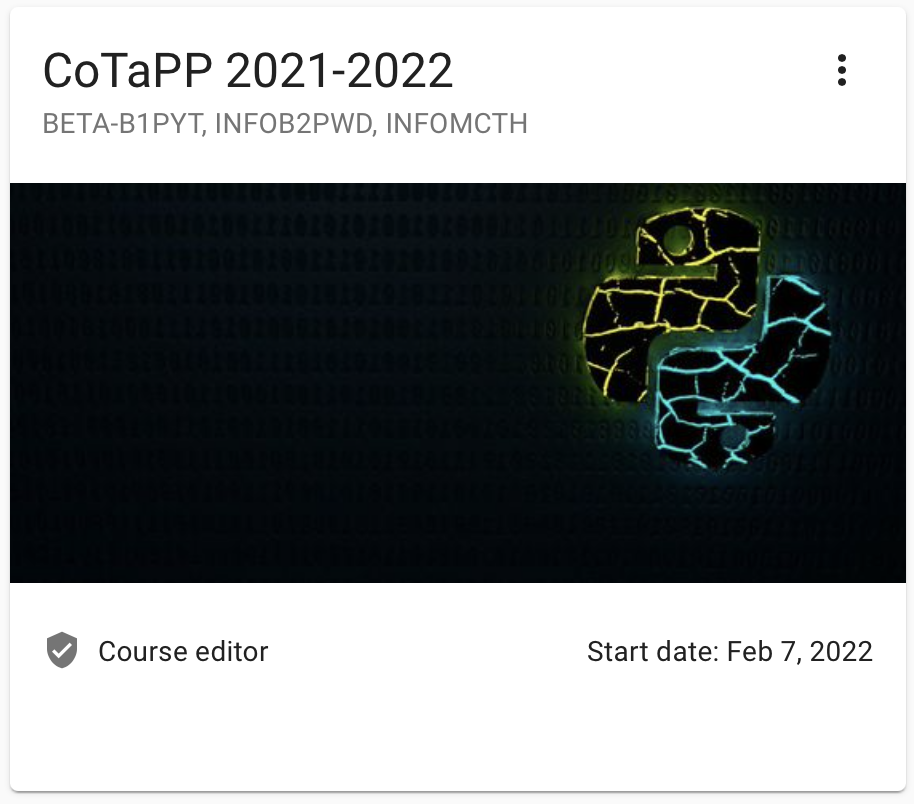 CoTaPP 2021-2022
BETA-B1PYT, INFOB2PWD, INFOMCTH
Course editor
Start date: Feb 7, 2022